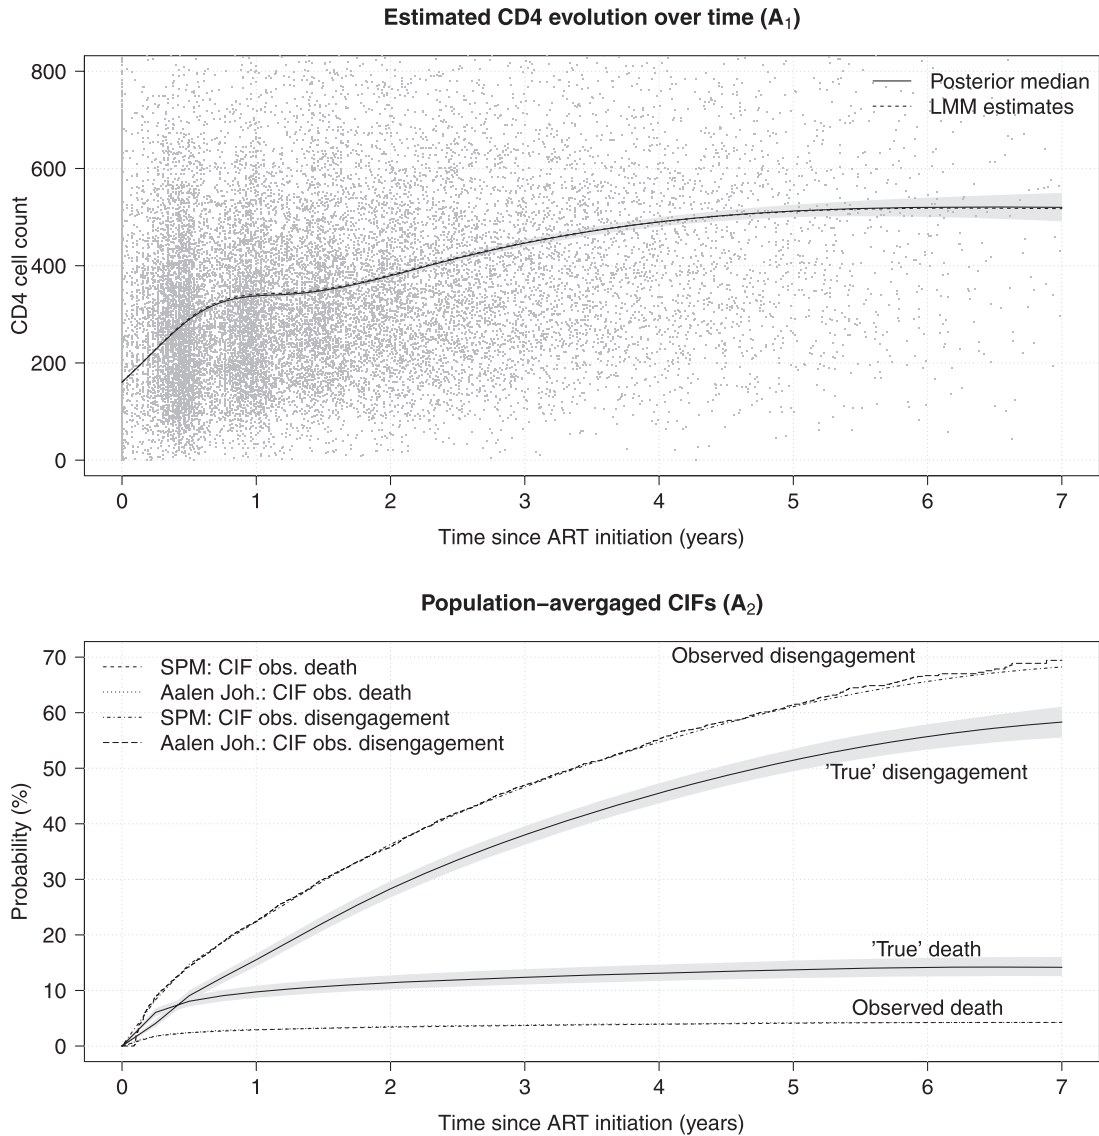 Estimated CD4 evolution over time (A1)
CD4 cell count
800
600
400
200
0
Posterior median
LMM estimates
0 1 2 3 4 5 6 7
Time since ART initiation (years)
Population−avergaged CIFs (A2)
Probability (%)
70
60
50
40
30
20
10
0
SPM: CIF obs. death
Aalen Joh.: CIF obs. death
SPM: CIF obs. disengagement
Aalen Joh.: CIF obs. disengagement
Observed disengagement
'True' disengagement
'True' death
Observed death
0 1 2 3 4 5 6 7
Time since ART initiation (years)